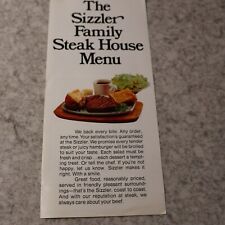 The
Sizzler
Family
Steak House
Menu
We back every bite. Any order,
any time. Your satisfaction's guaranteed
at the Sizzler. We promise every tender
steak or juicy hamburger will be broiled
to suit your taste. Each salad must be
fresh and crisp . . . each dessert a tempt-
ing treat. Or tell the chef. If you're not
happy, let us know. Sizzler makes it
right. With a smile.
Great food, reasonably priced,
served in friendly pleasant surround-
ings—that's the Sizzler, coast to coast.
And with our reputation at steak, we
always care about your beef.